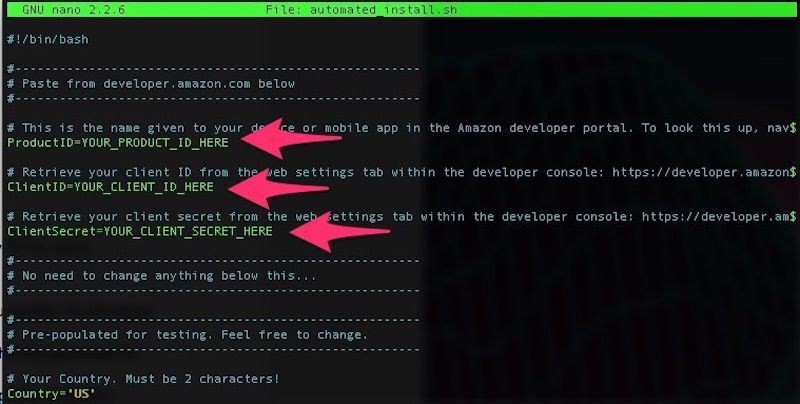 GNU nano 2.2.6 File: automated_install.sh
#!/bin/bash
#-------------------------------------------------------
# Paste from developer.amazon.com below
#-------------------------------------------------------
# This is the name given to your device or mobile app in the Amazon developer portal. To look this up, nav$
ProductID=YOUR_PRODUCT_ID_HERE
# Retrieve your client ID from the web settings tab within the developer console: https://developer.amazon$
ClientID=YOUR_CLIENT_ID_HERE
# Retrieve your client secret from the web settings tab within the developer console: https://developer.am$
ClientSecret=YOUR_CLIENT_SECRET_HERE
#-------------------------------------------------------
# No need to change anything below this...
#-------------------------------------------------------
#-------------------------------------------------------
# Pre-populated for testing. Feel free to change.
#-------------------------------------------------------
# Your Country. Must be 2 characters!
Country='US'